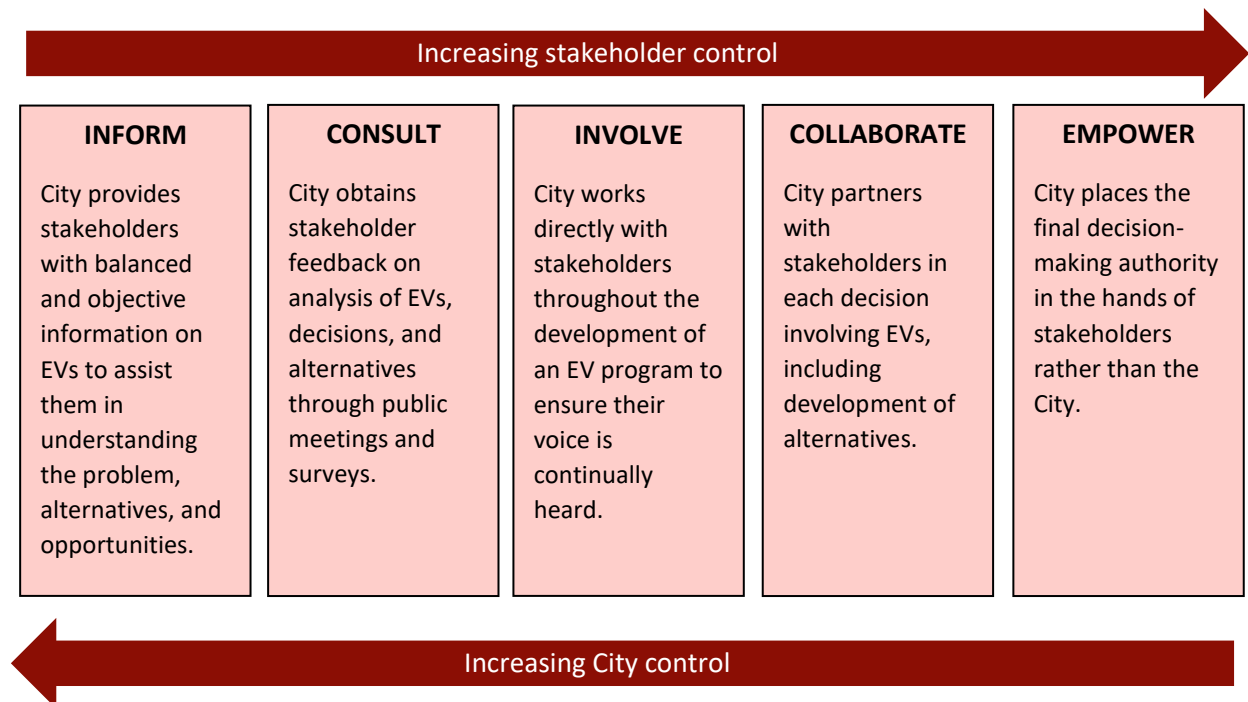 Increasing stakeholder control
INFORM
City provides
stakeholders
with balanced
and objective
information on
EVs to assist
them in
understanding
the problem,
alternatives, and
opportunities.
CONSULT
City obtains
stakeholder
feedback on
analysis of EVs,
decisions, and
alternatives
through public
meetings and
surveys.
INVOLVE
City works
directly with
stakeholders
throughout the
development of
an EV program to
ensure their
voice is
continually
heard.
COLLABORATE
City partners
with
stakeholders in
each decision
involving EVs,
including
development of
alternatives.
EMPOWER
City places the
final decision-
making authority
in the hands of
stakeholders
rather than the
City.
Increasing City control